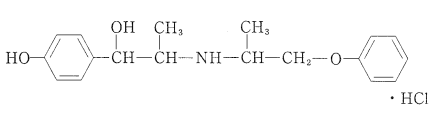 OH CH₃ CH₃
HO CH—CH—NH—CH—CH₂—O
· HCl